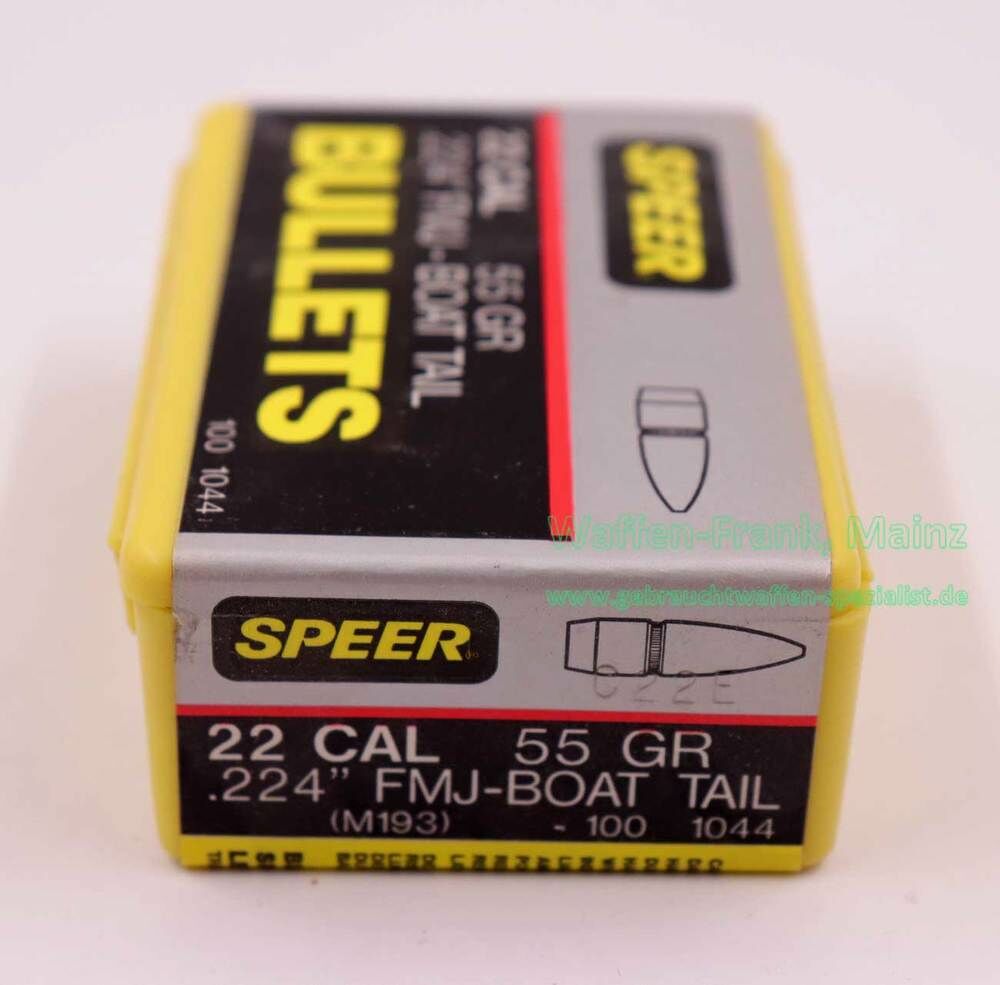 SPEER
22 CAL 55 GR
.224" FMJ-BOAT TAIL
BULLETS
100 1044
Waffen-Frank, Mainz
www.gebrauchtwaffen-spezialist.de
SPEER
022E
22 CAL 55 GR
.224” FMJ-BOAT TAIL
(M193) - 100 1044